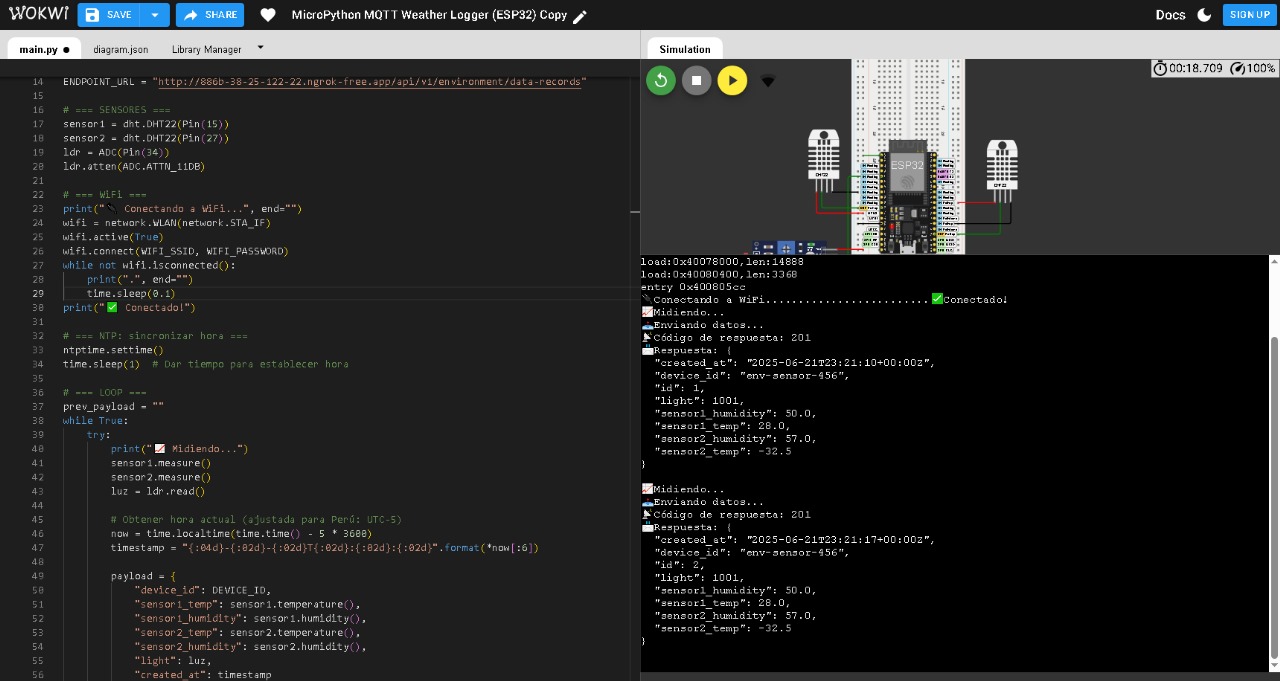 WOKWI
SAVE
SHARE
MicroPython MQTT Weather Logger (ESP32) Copy
Docs
SIGN UP
main.py ●
diagram.json
Library Manager
14 ENDPOINT_URL = "http://886b-38-25-122-22.ngrok-free.app/api/v1/environment/data-records"
15
16 # === SENSORES ===
17 sensor1 = dht.DHT22(Pin(15))
18 sensor2 = dht.DHT22(Pin(27))
19 ldr = ADC(Pin(34))
20 ldr.atten(ADC.ATTN_11DB)
21
22 # === WiFi ===
23 print("🔌 Conectando a WiFi...", end="")
24 wifi = network.WLAN(network.STA_IF)
25 wifi.active(True)
26 wifi.connect(WIFI_SSID, WIFI_PASSWORD)
27 while not wifi.isconnected():
28 print(".", end="")
29 time.sleep(0.1)
30 print("✅ Conectado!")
31
32 # === NTP: sincronizar hora ===
33 ntptime.settime()
34 time.sleep(1) # Dar tiempo para establecer hora
35
36 # === LOOP ===
37 prev_payload = ""
38 while True:
39 try:
40 print("📈 Midiendo...")
41 sensor1.measure()
42 sensor2.measure()
43 luz = ldr.read()
44
45 # Obtener hora actual (ajustada para Perú: UTC-5)
46 now = time.localtime(time.time() - 5 * 3600)
47 timestamp = "{:04d}-{:02d}-{:02d}T{:02d}:{:02d}:{:02d}".format(*now[:6])
48
49 payload = {
50 "device_id": DEVICE_ID,
51 "sensor1_temp": sensor1.temperature(),
52 "sensor1_humidity": sensor1.humidity(),
53 "sensor2_temp": sensor2.temperature(),
54 "sensor2_humidity": sensor2.humidity(),
55 "light": luz,
56 "created_at": timestamp
Simulation
00:18.709
100%
ESP32
load:0x40078000,len:14888
load:0x40080400,len:3368
entry 0x400805cc
🔌Conectando a WiFi.........................✅Conectado!
📈Midiendo...
📤Enviando datos...
📡Código de respuesta: 201
📨Respuesta: {
"created_at": "2025-06-21T23:21:10+00:00Z",
"device_id": "env-sensor-456",
"id": 1,
"light": 1001,
"sensor1_humidity": 50.0,
"sensor1_temp": 28.0,
"sensor2_humidity": 57.0,
"sensor2_temp": -32.5
}
📈Midiendo...
📤Enviando datos...
📡Código de respuesta: 201
📨Respuesta: {
"created_at": "2025-06-21T23:21:17+00:00Z",
"device_id": "env-sensor-456",
"id": 2,
"light": 1001,
"sensor1_humidity": 50.0,
"sensor1_temp": 28.0,
"sensor2_humidity": 57.0,
"sensor2_temp": -32.5
}